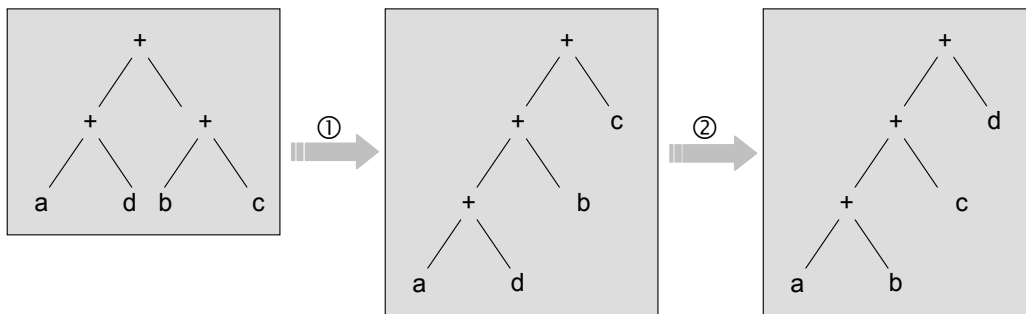 +
+ +
a d b c
①
+
+ c
+ b
a d
②
+
+ d
+ c
a b